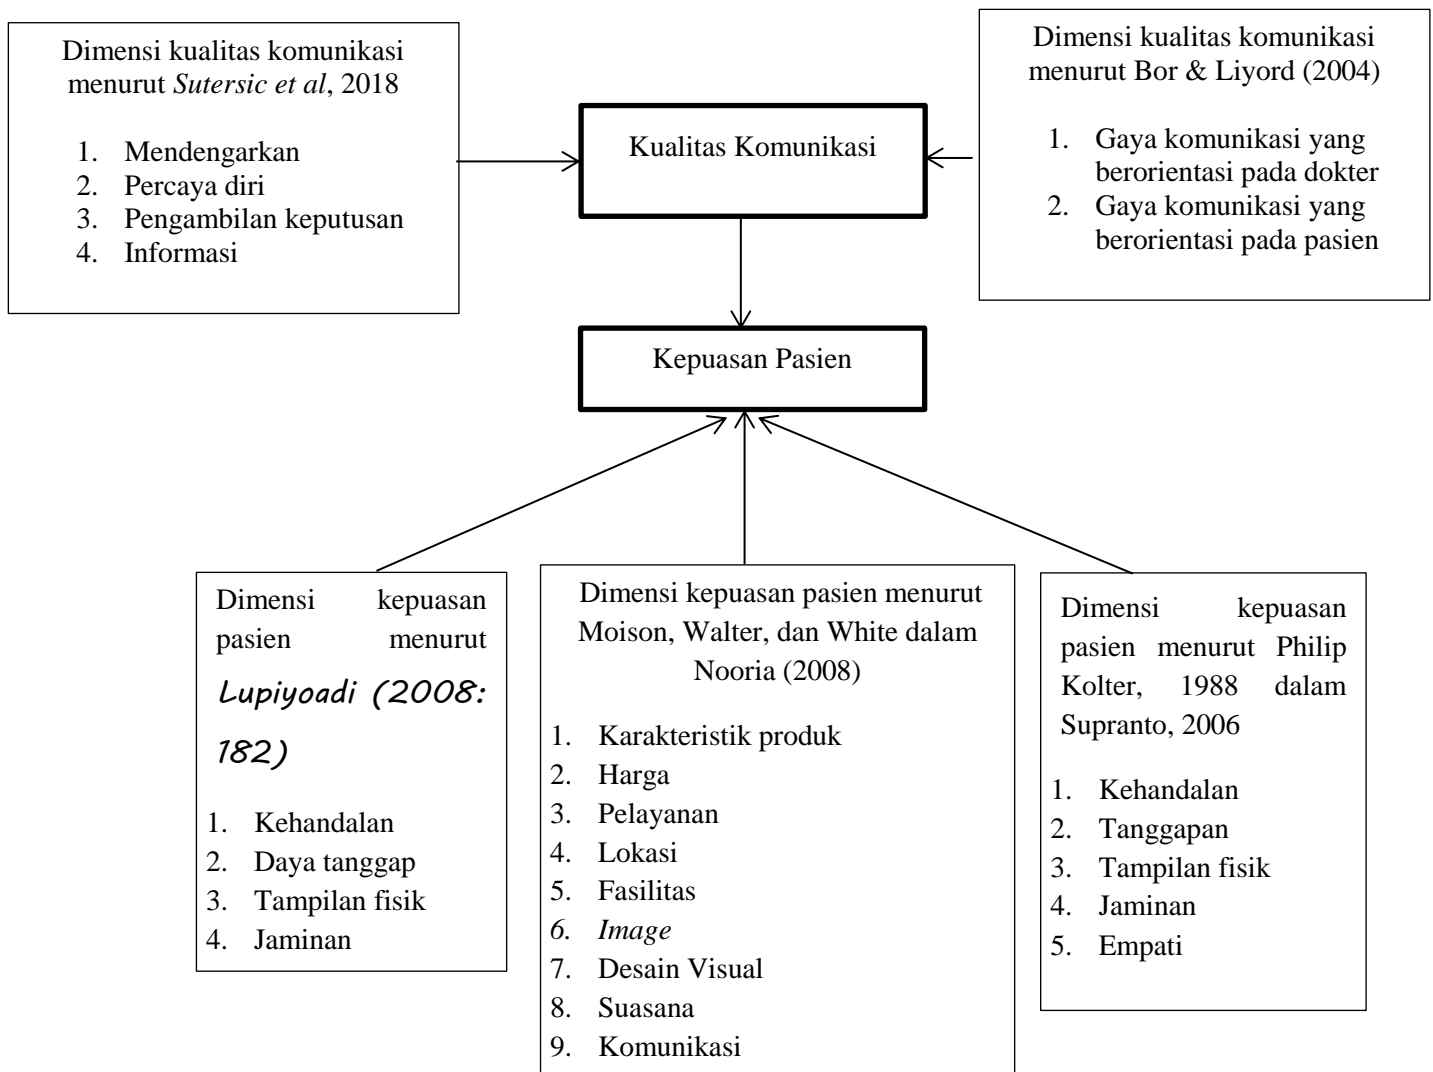 Dimensi kualitas komunikasi
menurut Sutersic et al, 2018
1. Mendengarkan
2. Percaya diri
3. Pengambilan keputusan
4. Informasi
Kualitas Komunikasi
Dimensi kualitas komunikasi
menurut Bor & Liyord (2004)
1. Gaya komunikasi yang
berorientasi pada dokter
2. Gaya komunikasi yang
berorientasi pada pasien
Kepuasan Pasien
Dimensi kepuasan
pasien menurut
Lupiyoadi (2008:
182)
1. Kehandalan
2. Daya tanggap
3. Tampilan fisik
4. Jaminan
Dimensi kepuasan pasien menurut
Moison, Walter, dan White dalam
Nooria (2008)
1. Karakteristik produk
2. Harga
3. Pelayanan
4. Lokasi
5. Fasilitas
6. Image
7. Desain Visual
8. Suasana
9. Komunikasi
Dimensi kepuasan
pasien menurut Philip
Kolter, 1988 dalam
Supranto, 2006
1. Kehandalan
2. Tanggapan
3. Tampilan fisik
4. Jaminan
5. Empati